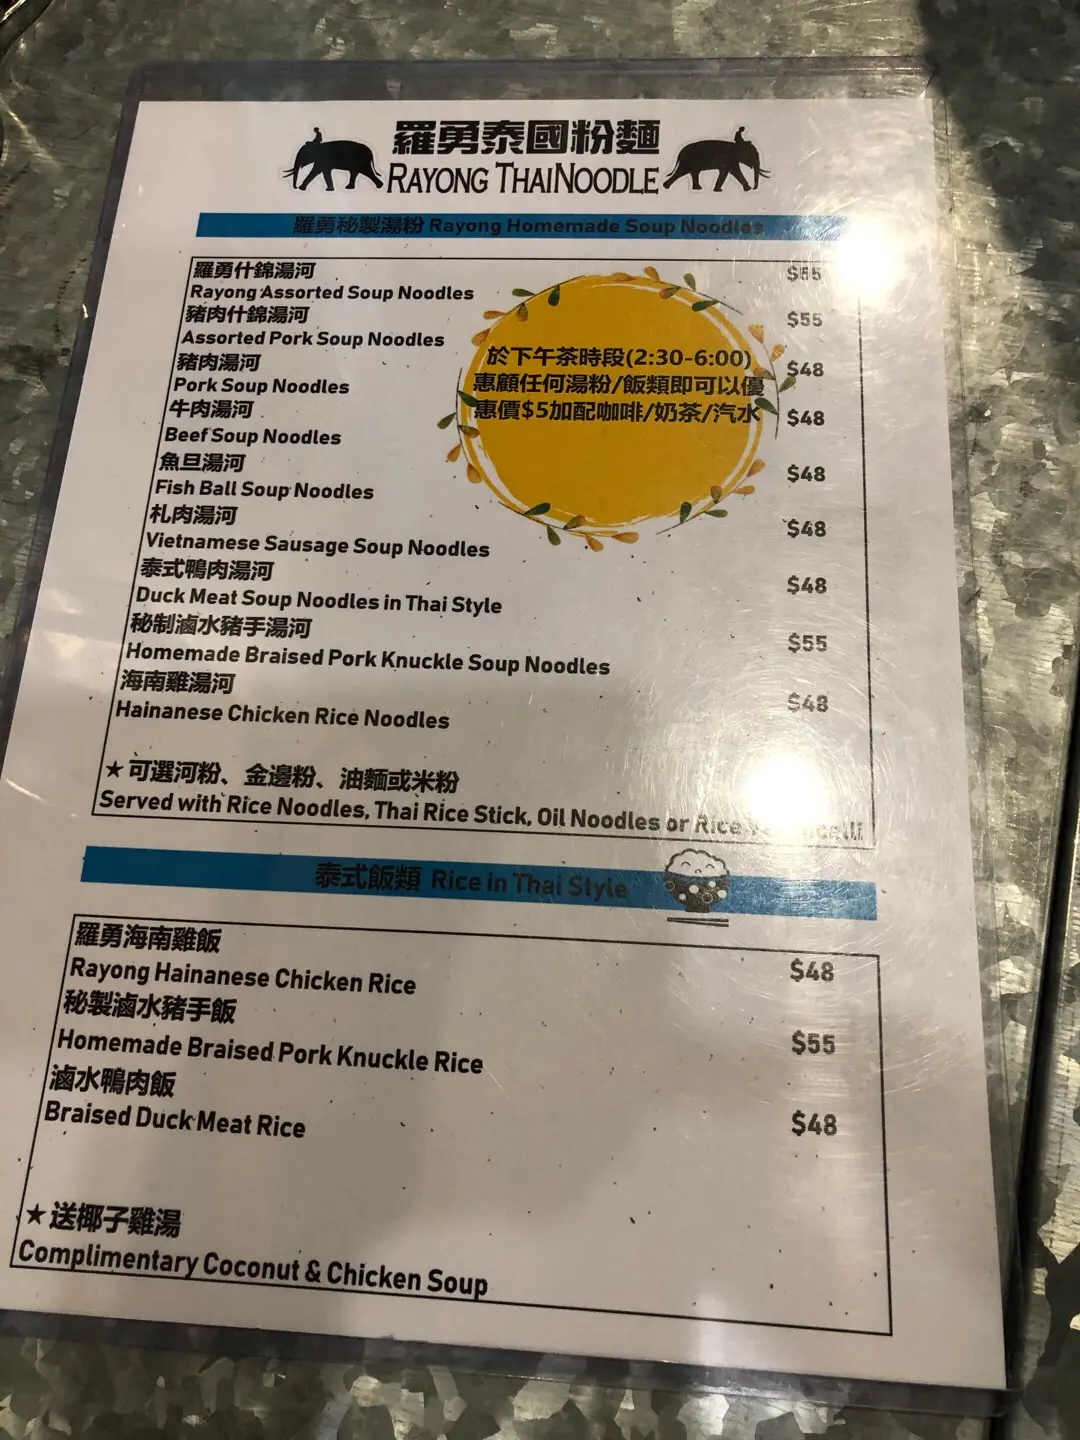 羅勇泰國粉麵
RAYONG THAINOODLE
羅勇秘製湯粉 Rayong Homemade Soup Noodles
羅勇什錦湯河 $55
Rayong Assorted Soup Noodles
豬肉什錦湯河 $55
Assorted Pork Soup Noodles
豬肉湯河 $48
Pork Soup Noodles
牛肉湯河 $48
Beef Soup Noodles
魚旦湯河 $48
Fish Ball Soup Noodles
札肉湯河 $48
Vietnamese Sausage Soup Noodles
泰式鴨肉湯河 $48
Duck Meat Soup Noodles in Thai Style
秘制滷水豬手湯河 $55
Homemade Braised Pork Knuckle Soup Noodles
海南雞湯河 $48
Hainanese Chicken Rice Noodles
於下午茶時段(2:30-6:00)
惠顧任何湯粉/飯類即可以優
惠價$5加配咖啡/奶茶/汽水
★可選河粉、金邊粉、油麵或米粉
Served with Rice Noodles, Thai Rice Stick, Oil Noodles or Rice
泰式飯類 Rice in Thai Style
羅勇海南雞飯
Rayong Hainanese Chicken Rice $48
秘製滷水豬手飯
Homemade Braised Pork Knuckle Rice $55
滷水鴨肉飯
Braised Duck Meat Rice $48
★送椰子雞湯
Complimentary Coconut & Chicken Soup